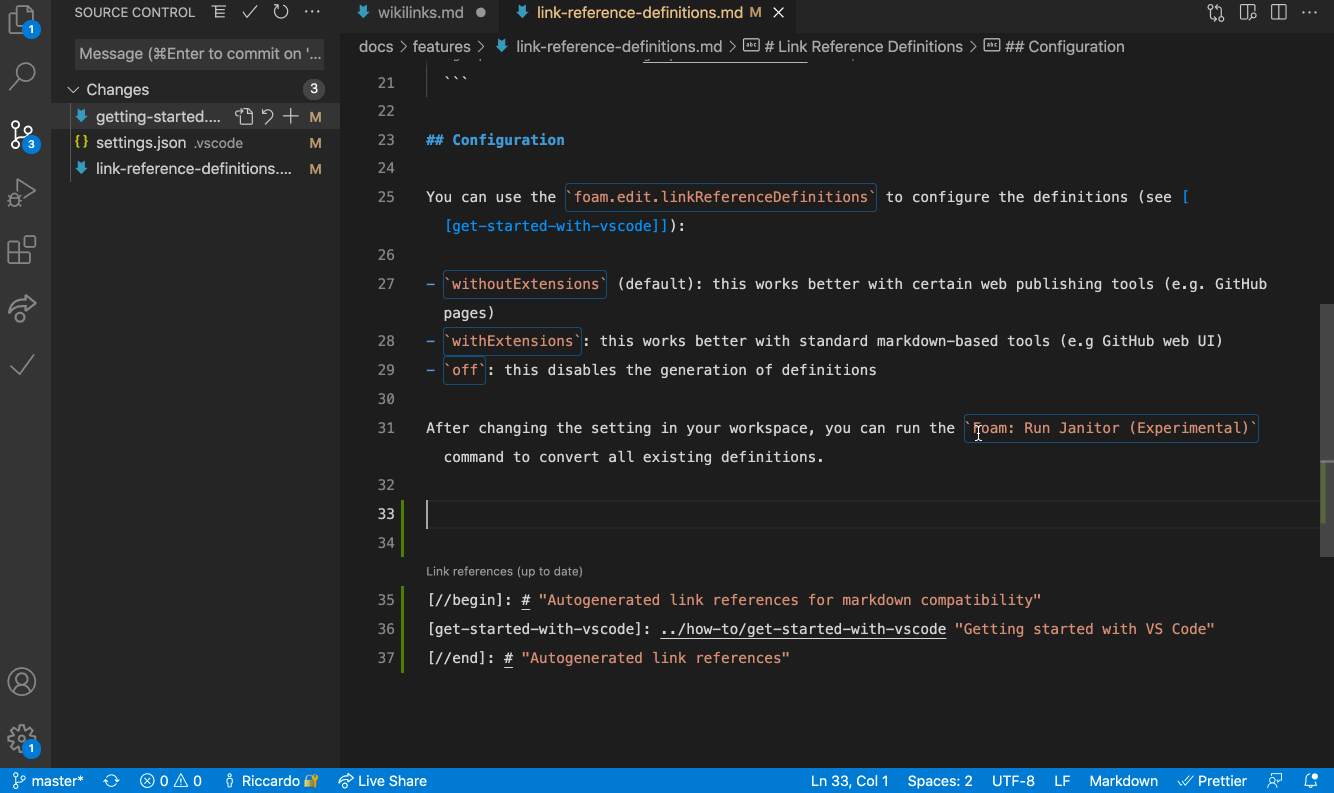 SOURCE CONTROL
wikilinks.md
link-reference-definitions.md M
docs > features > link-reference-definitions.md > # Link Reference Definitions > ## Configuration
Message (⌘Enter to commit on '...
Changes 3
getting-started.... M
settings.json .vscode M
link-reference-definitions.... M
21 ```
22
23 ## Configuration
24
25 You can use the `foam.edit.linkReferenceDefinitions` to configure the definitions (see [
[get-started-with-vscode]]):
26
27 - `withoutExtensions` (default): this works better with certain web publishing tools (e.g. GitHub
pages)
28 - `withExtensions`: this works better with standard markdown-based tools (e.g GitHub web UI)
29 - `off`: this disables the generation of definitions
30
31 After changing the setting in your workspace, you can run the `Foam: Run Janitor (Experimental)`
command to convert all existing definitions.
32
33
34
Link references (up to date)
35 [//begin]: # "Autogenerated link references for markdown compatibility"
36 [get-started-with-vscode]: ../how-to/get-started-with-vscode "Getting started with VS Code"
37 [//end]: # "Autogenerated link references"
1
3
1
master* 0 0 Riccardo Live Share Ln 33, Col 1 Spaces: 2 UTF-8 LF Markdown Prettier